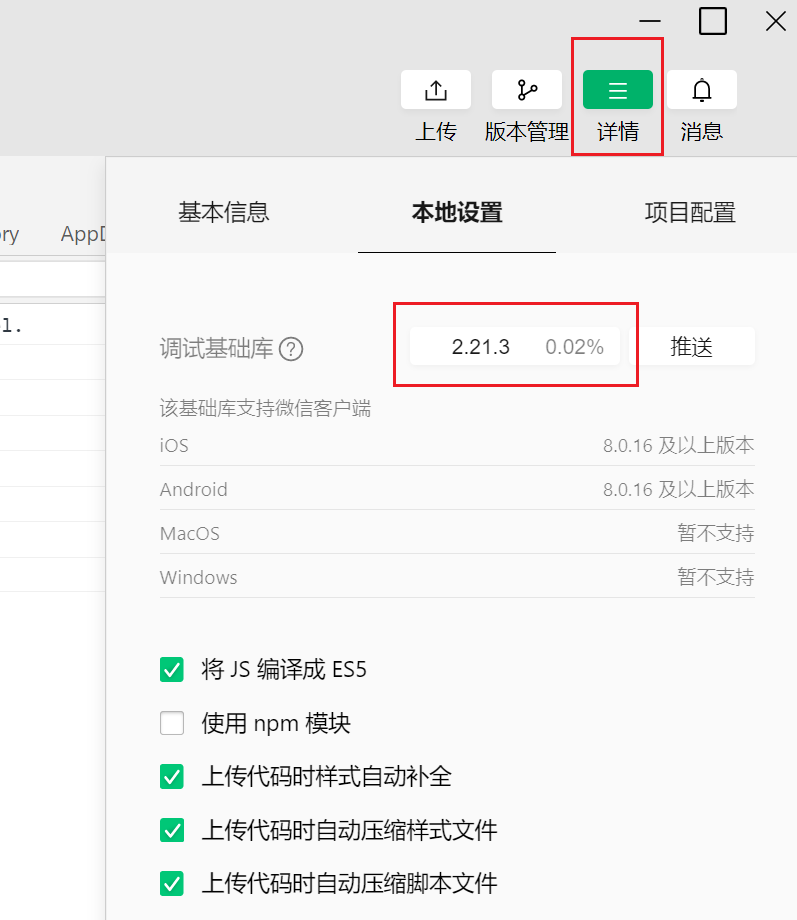 上传 版本管理 详情 消息
基本信息 本地设置 项目配置
ory AppD
l.
调试基础库 ? 2.21.3 0.02% 推送
该基础库支持微信客户端
iOS 8.0.16 及以上版本
Android 8.0.16 及以上版本
MacOS 暂不支持
Windows 暂不支持
将 JS 编译成 ES5
使用 npm 模块
上传代码时样式自动补全
上传代码时自动压缩样式文件
上传代码时自动压缩脚本文件